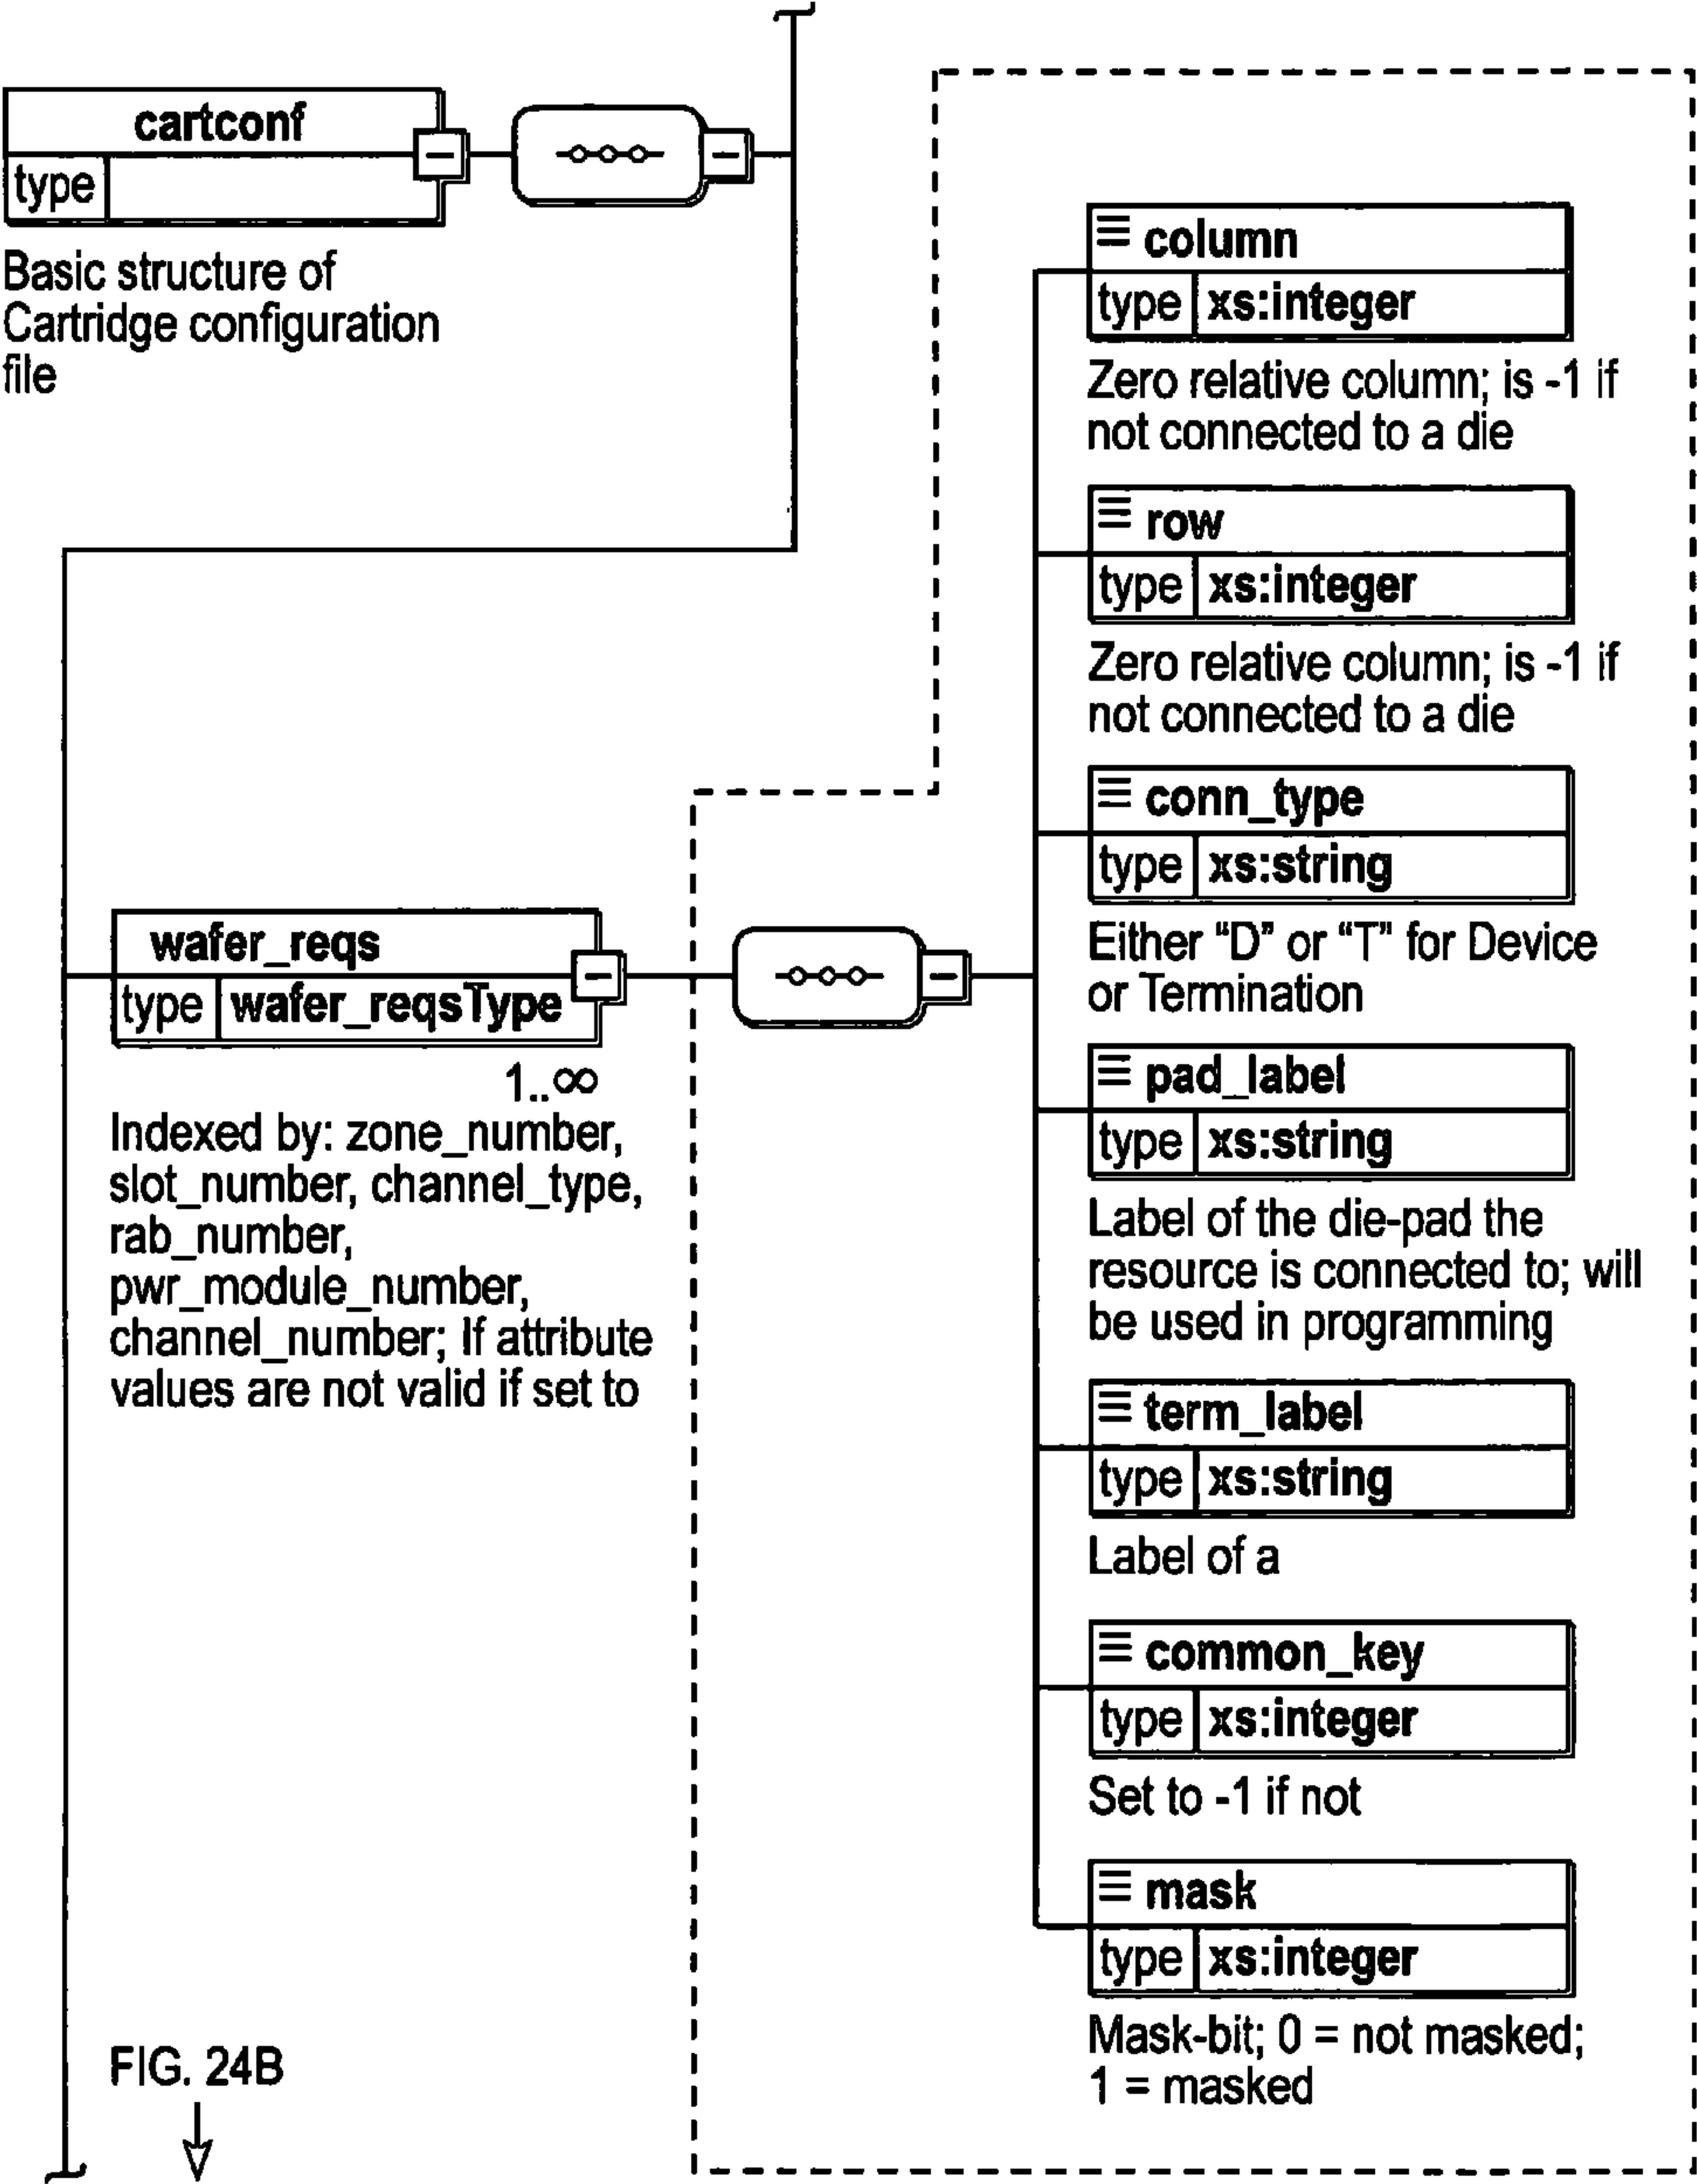 cartconf
type
Basic structure of
Cartridge configuration
file
column
type xs:integer
Zero relative column; is -1 if
not connected to a die
row
type xs:integer
Zero relative column; is -1 if
not connected to a die
conn_type
type xs:string
Either “D” or “T” for Device
or Termination
wafer_reqs
type wafer_reqsType
1..∞
Indexed by: zone_number,
slot_number, channel_type,
rab_number,
pwr_module_number,
channel_number; If attribute
values are not valid if set to
pad_label
type xs:string
Label of the die-pad the
resource is connected to; will
be used in programming
term_label
type xs:string
Label of a
common_key
type xs:integer
Set to -1 if not
mask
type xs:integer
Mask-bit; 0 = not masked;
1 = masked
FIG. 24B